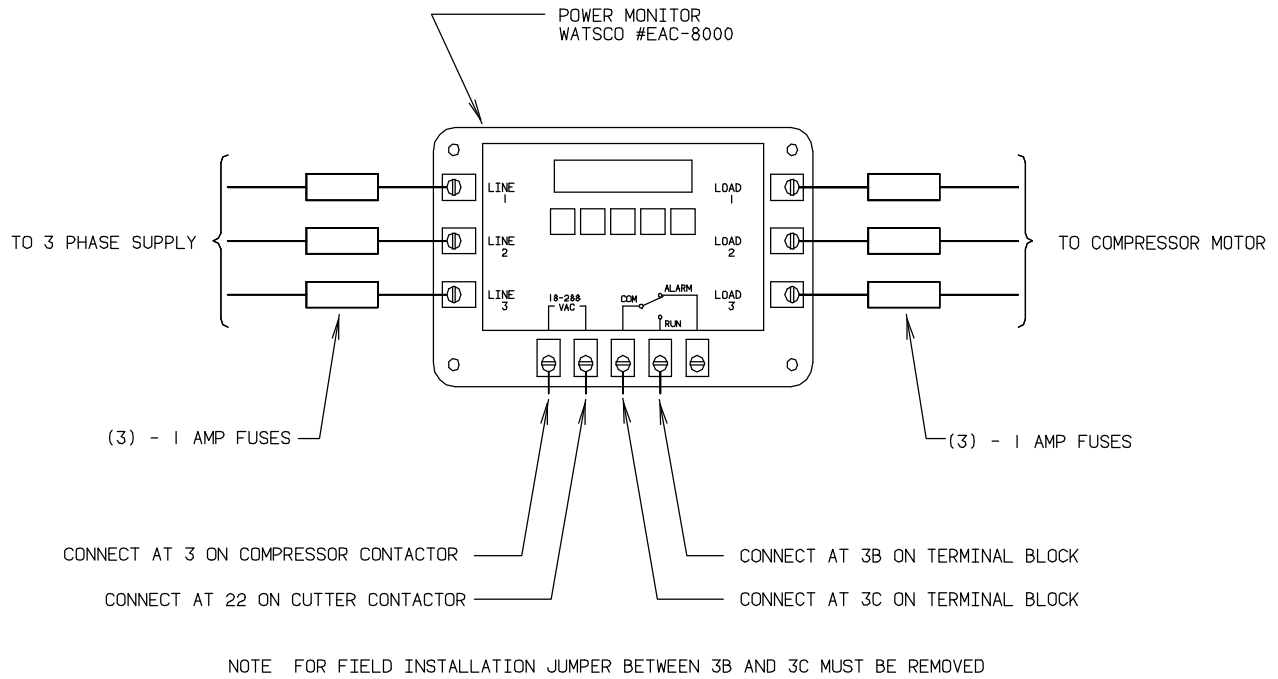 POWER MONITOR
WATSCO #EAC-8000
LINE
1
LOAD
1
TO 3 PHASE SUPPLY
LINE
2
LOAD
2
TO COMPRESSOR MOTOR
LINE
3
18-288
VAC
COM
ALARM
RUN
LOAD
3
(3) - 1 AMP FUSES
(3) - 1 AMP FUSES
CONNECT AT 3 ON COMPRESSOR CONTACTOR
CONNECT AT 3B ON TERMINAL BLOCK
CONNECT AT 22 ON CUTTER CONTACTOR
CONNECT AT 3C ON TERMINAL BLOCK
NOTE FOR FIELD INSTALLATION JUMPER BETWEEN 3B AND 3C MUST BE REMOVED